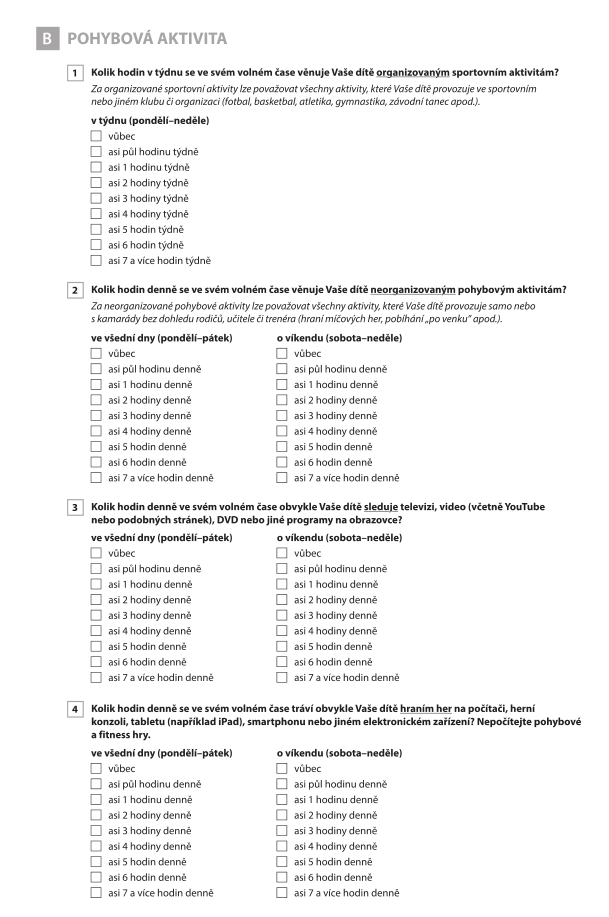 B POHYBOVÁ AKTIVITA
1 Kolik hodin v týdnu se ve svém volném čase věnuje Vaše dítě organizovaným sportovním aktivitám?
Za organizované sportovní aktivity lze považovat všechny aktivity, které Vaše dítě provozuje ve sportovním
nebo jiném klubu či organizaci (fotbal, basketbal, atletika, gymnastika, závodní tanec apod.).
v týdnu (pondělí–neděle)
vůbec
asi půl hodinu týdně
asi 1 hodinu týdně
asi 2 hodiny týdně
asi 3 hodiny týdně
asi 4 hodiny týdně
asi 5 hodin týdně
asi 6 hodin týdně
asi 7 a více hodin týdně
2 Kolik hodin denně se ve svém volném čase věnuje Vaše dítě neorganizovaným pohybovým aktivitám?
Za neorganizované pohybové aktivity lze považovat všechny aktivity, které Vaše dítě provozuje samo nebo
s kamarády bez dohledu rodičů, učitele či trenéra (hraní míčových her, pobíhání „po venku“ apod.).
ve všední dny (pondělí–pátek) o víkendu (sobota–neděle)
vůbec vůbec
asi půl hodinu denně asi půl hodinu denně
asi 1 hodinu denně asi 1 hodinu denně
asi 2 hodiny denně asi 2 hodiny denně
asi 3 hodiny denně asi 3 hodiny denně
asi 4 hodiny denně asi 4 hodiny denně
asi 5 hodin denně asi 5 hodin denně
asi 6 hodin denně asi 6 hodin denně
asi 7 a více hodin denně asi 7 a více hodin denně
3 Kolik hodin denně ve svém volném čase obvykle Vaše dítě sleduje televizi, video (včetně YouTube
nebo podobných stránek), DVD nebo jiné programy na obrazovce?
ve všední dny (pondělí–pátek) o víkendu (sobota–neděle)
vůbec vůbec
asi půl hodinu denně asi půl hodinu denně
asi 1 hodinu denně asi 1 hodinu denně
asi 2 hodiny denně asi 2 hodiny denně
asi 3 hodiny denně asi 3 hodiny denně
asi 4 hodiny denně asi 4 hodiny denně
asi 5 hodin denně asi 5 hodin denně
asi 6 hodin denně asi 6 hodin denně
asi 7 a více hodin denně asi 7 a více hodin denně
4 Kolik hodin denně se ve svém volném čase tráví obvykle Vaše dítě hraním her na počítači, herní
konzoli, tabletu (například iPad), smartphonu nebo jiném elektronickém zařízení? Nepočítejte pohybové
a fitness hry.
ve všední dny (pondělí–pátek) o víkendu (sobota–neděle)
vůbec vůbec
asi půl hodinu denně asi půl hodinu denně
asi 1 hodinu denně asi 1 hodinu denně
asi 2 hodiny denně asi 2 hodiny denně
asi 3 hodiny denně asi 3 hodiny denně
asi 4 hodiny denně asi 4 hodiny denně
asi 5 hodin denně asi 5 hodin denně
asi 6 hodin denně asi 6 hodin denně
asi 7 a více hodin denně asi 7 a více hodin denně